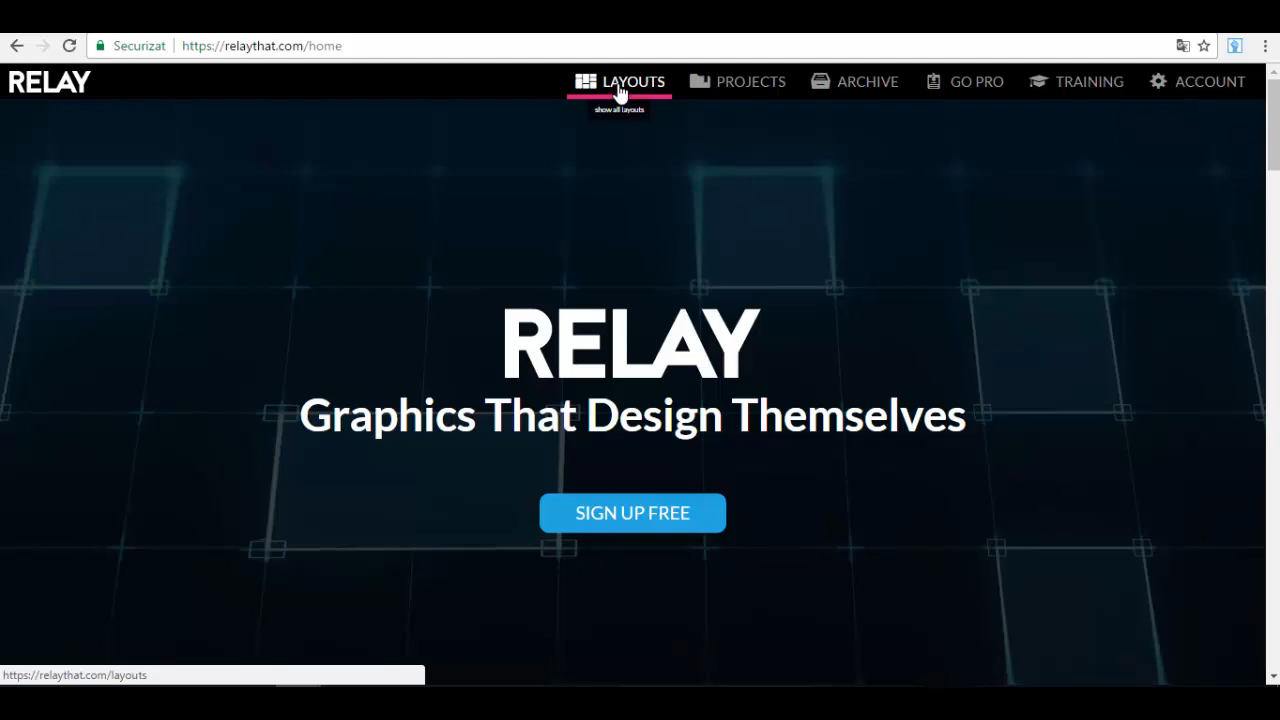 Securizat https://relaythat.com/home
RELAY LAYOUTS PROJECTS ARCHIVE GO PRO TRAINING ACCOUNT
show all layouts
RELAY
Graphics That Design Themselves
SIGN UP FREE
https://relaythat.com/layouts